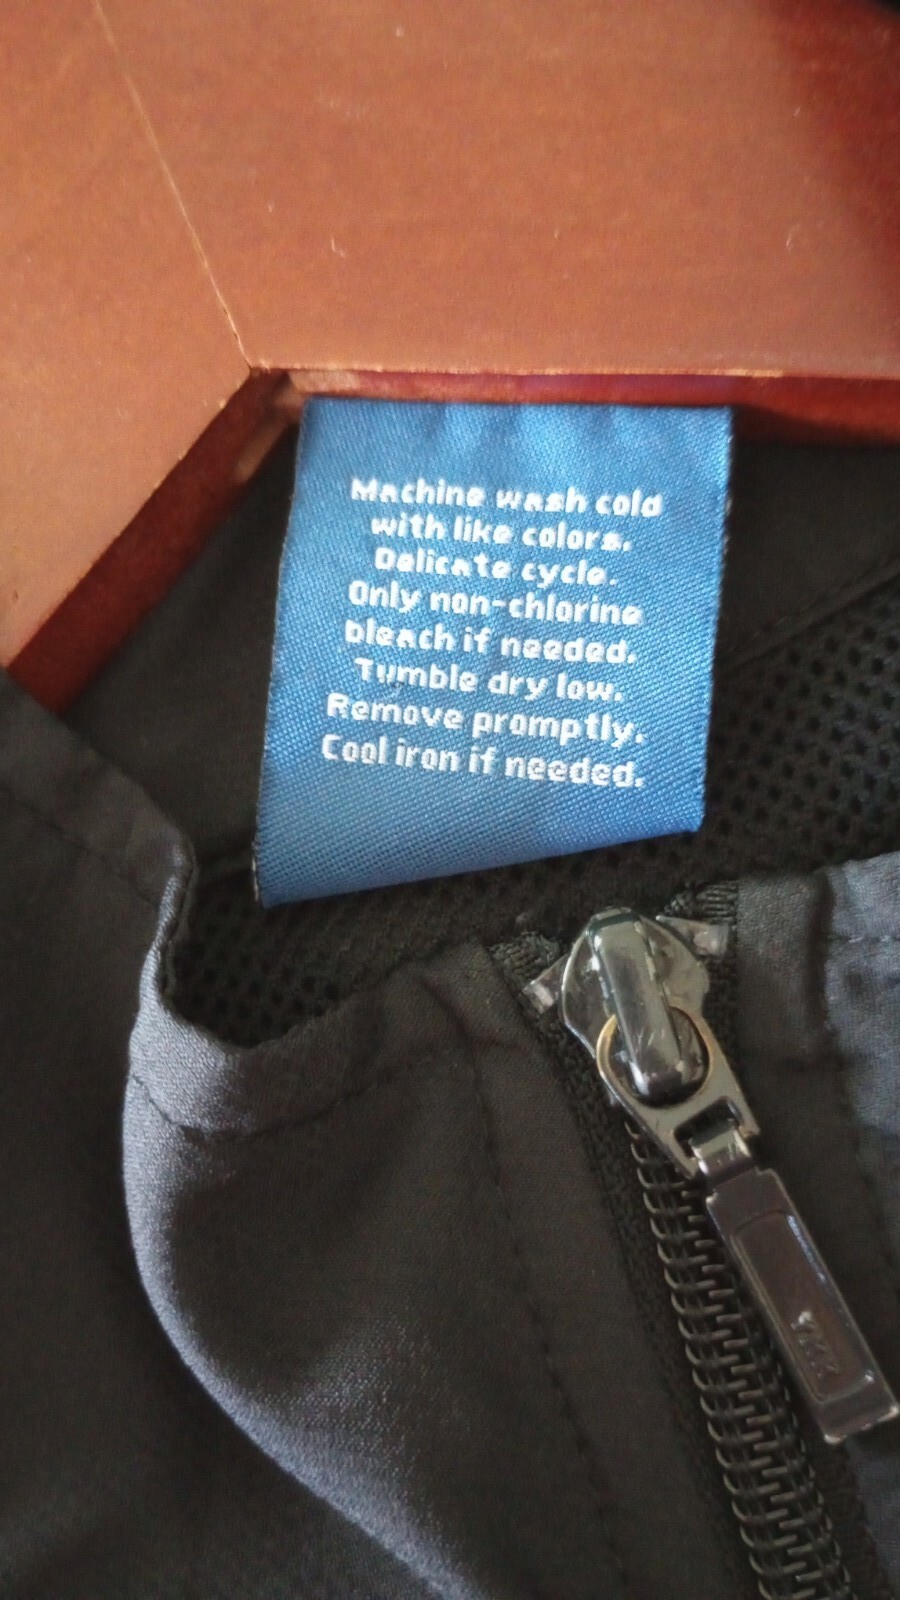 Machine wash cold
with like colors.
Delicate cycle.
Only non-chlorine
bleach if needed.
Tumble dry low.
Remove promptly.
Cool iron if needed.
YKK